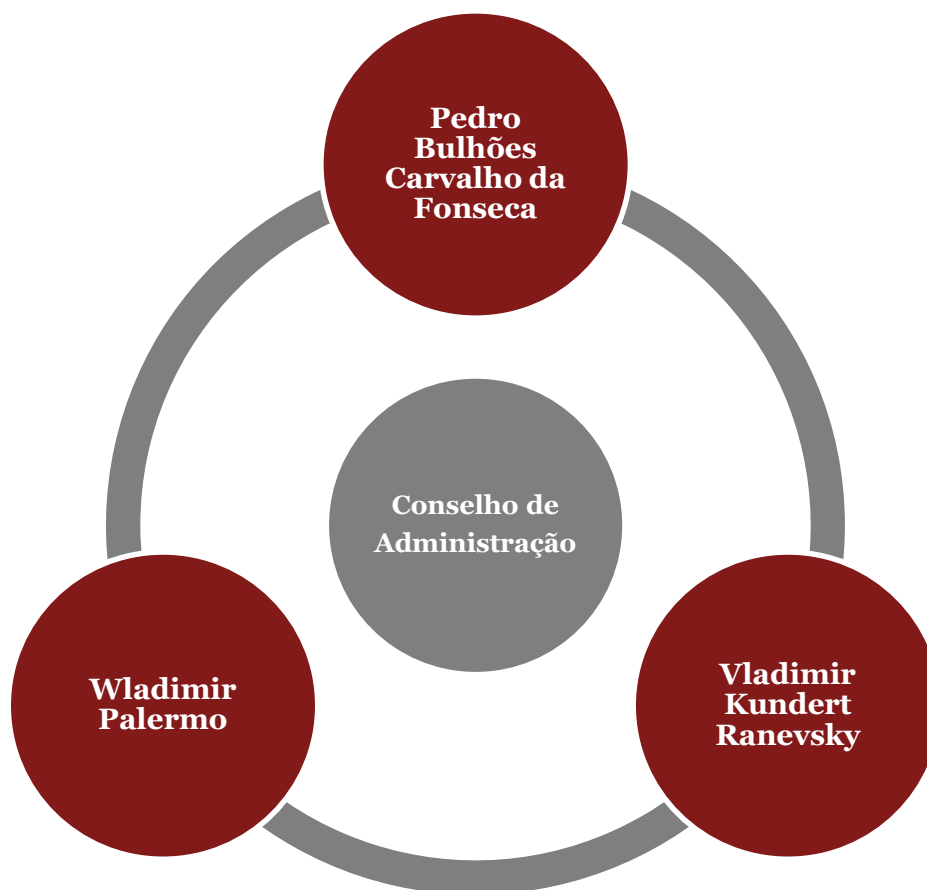 Pedro
Bulhões
Carvalho da
Fonseca
Conselho de
Administração
Wladimir
Palermo
Vladimir
Kundert
Ranevsky